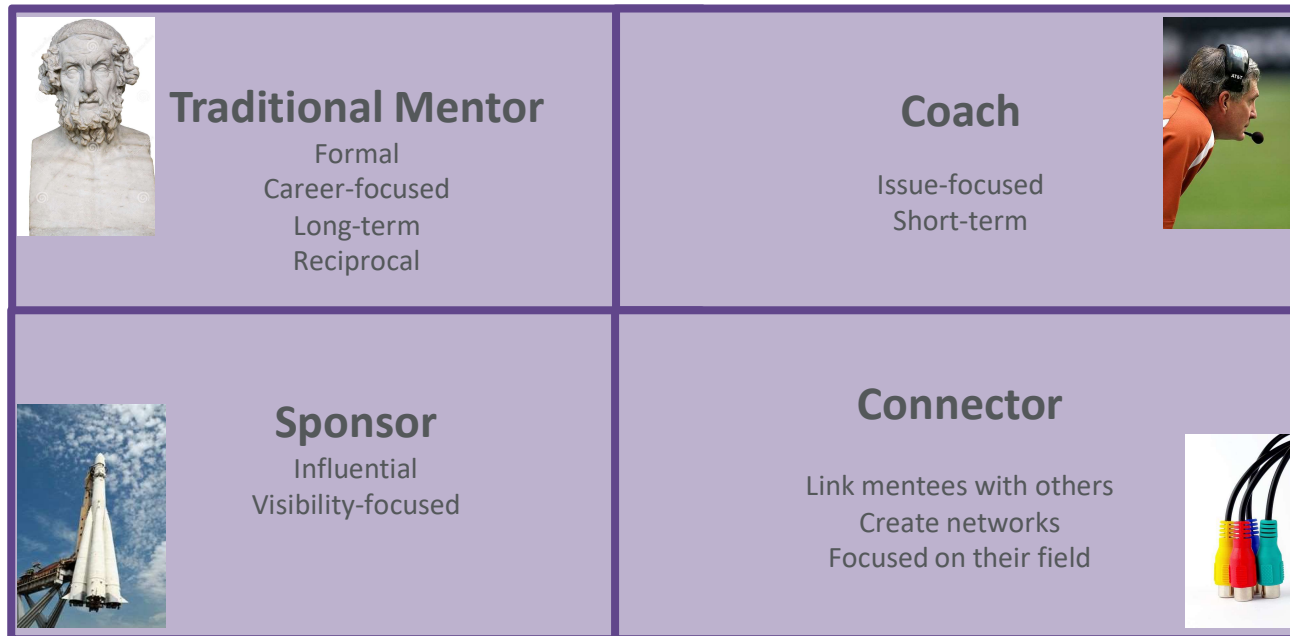 Traditional Mentor
Formal
Career-focused
Long-term
Reciprocal
Coach
Issue-focused
Short-term
AT&T
Sponsor
Influential
Visibility-focused
Connector
Link mentees with others
Create networks
Focused on their field